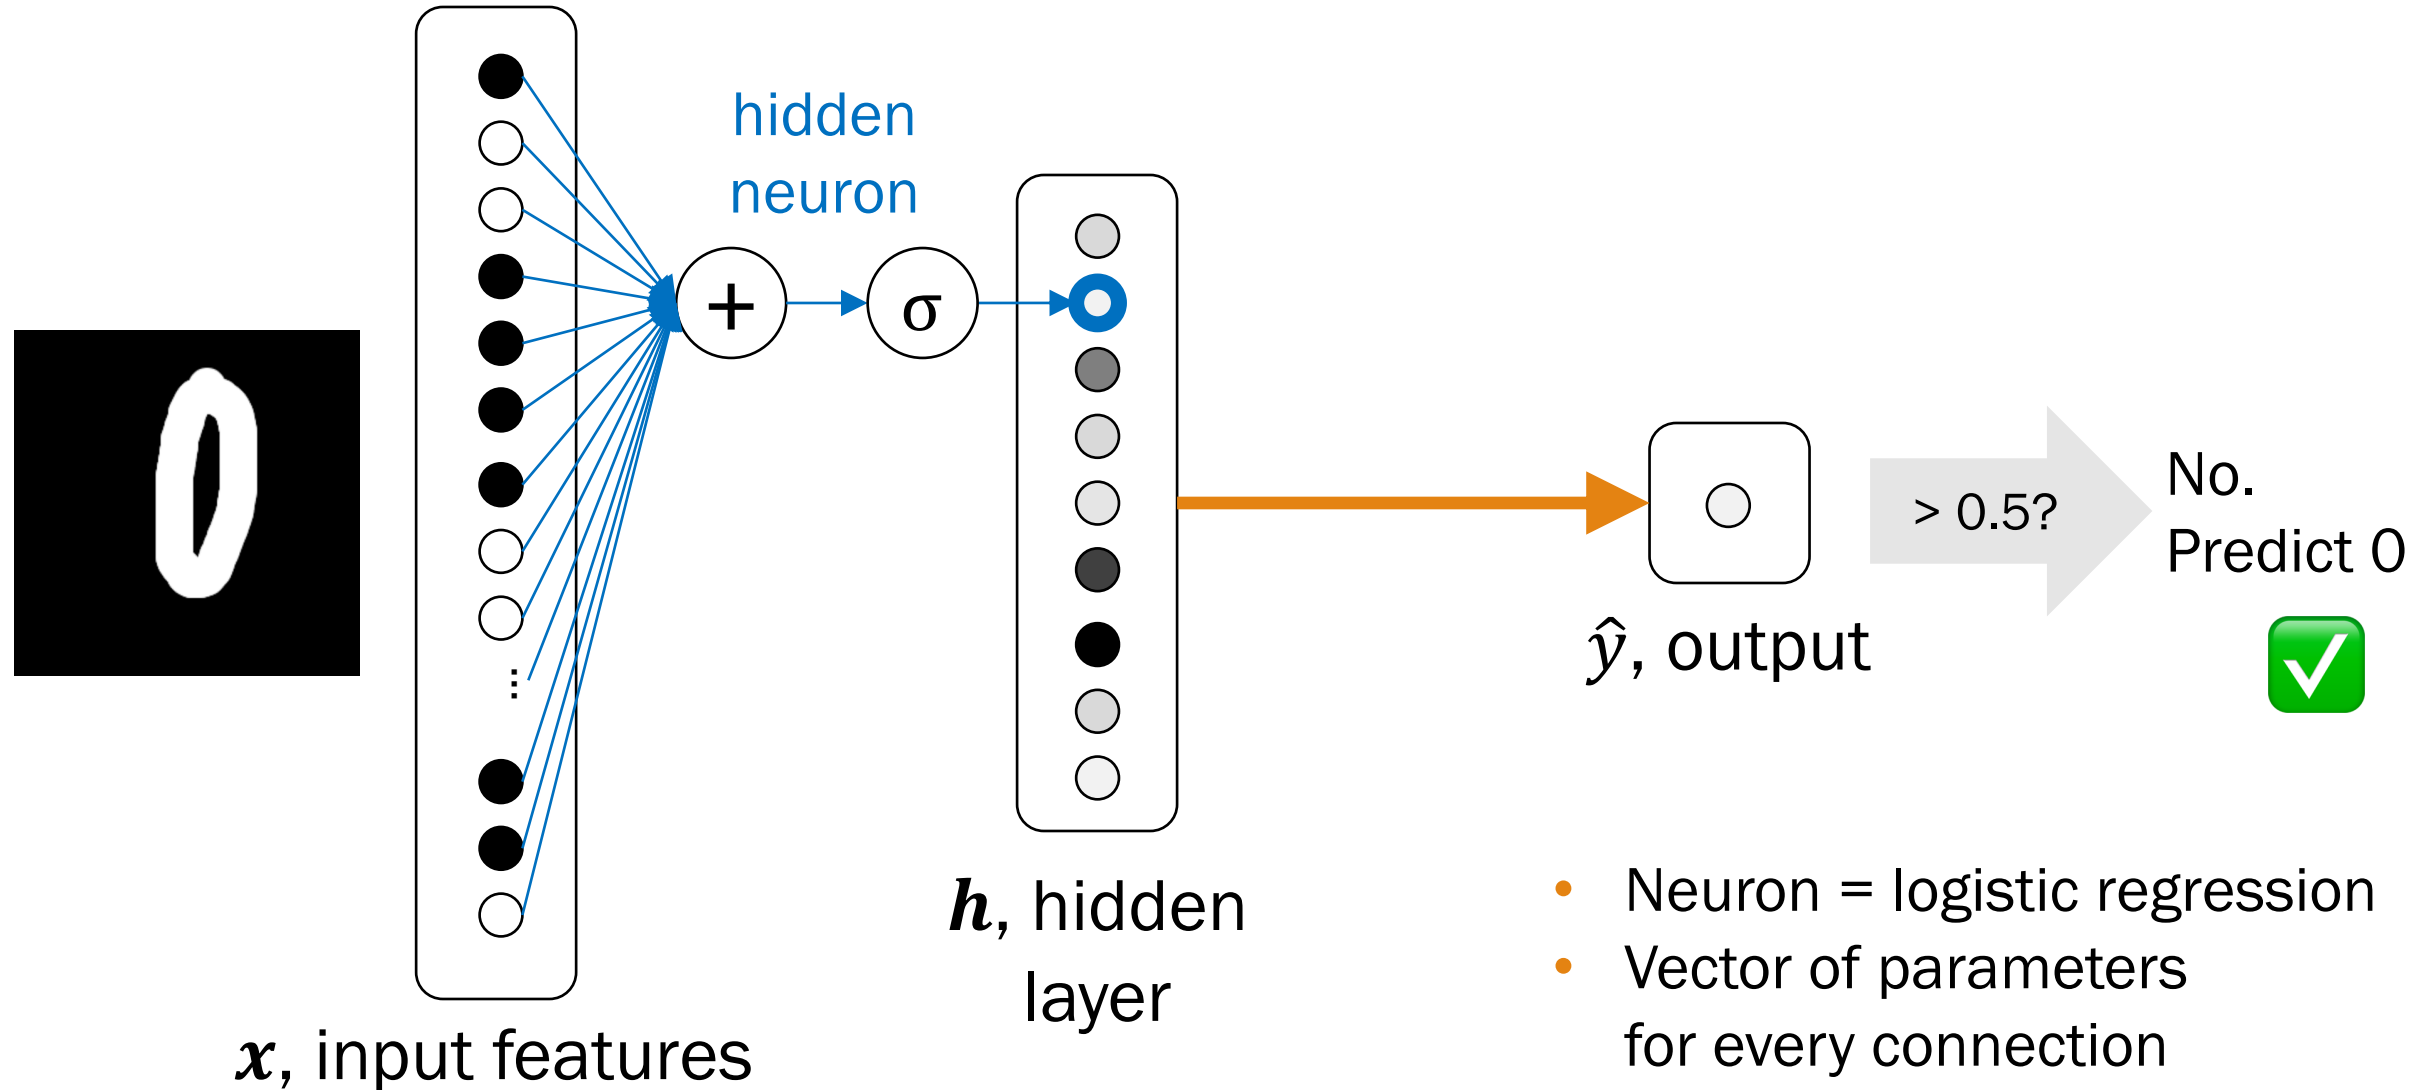 hidden
neuron
+
σ
⋮
> 0.5?
No.
Predict 0
ŷ, output
h, hidden
layer
x, input features
• Neuron = logistic regression
• Vector of parameters
for every connection